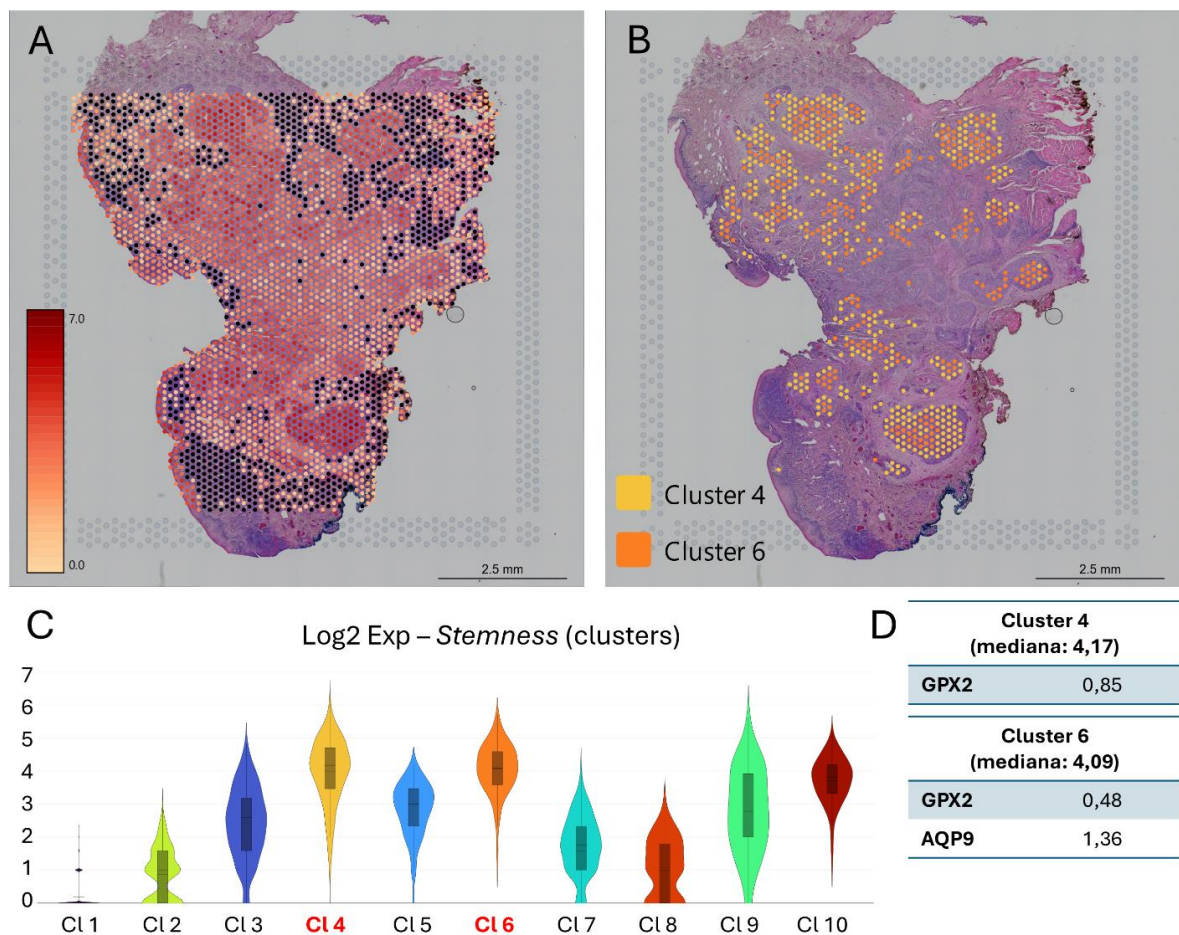 A
7.0
0.0
2.5 mm
B
Cluster 4
Cluster 6
2.5 mm
C
Log2 Exp – Stemness (clusters)
7
6
5
4
3
2
1
0
Cl 1
Cl 2
Cl 3
Cl 4
Cl 5
Cl 6
Cl 7
Cl 8
Cl 9
Cl 10
D
Cluster 4
(mediana: 4,17)
GPX2 0,85
Cluster 6
(mediana: 4,09)
GPX2 0,48
AQP9 1,36